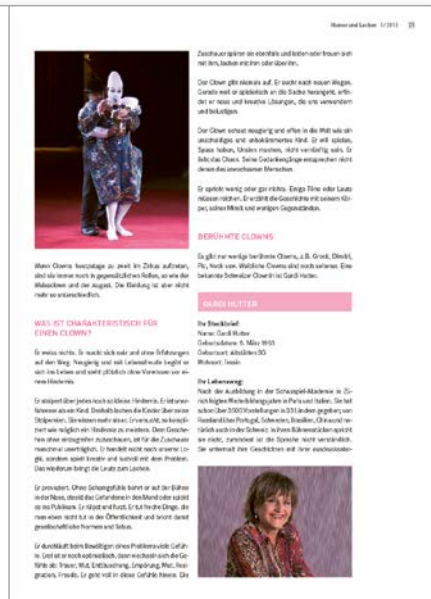 Humor und Lachen 1/2013 25
Wenn Clowns heutzutage zu zweit im Zirkus auftreten,
sind sie immer noch in gegensätzlichen Rollen, so wie der
Weissclown und der August. Die Kleidung ist aber nicht
mehr so unterschiedlich.
WAS IST CHARAKTERISTISCH FÜR
EINEN CLOWN?
Er weiss nichts. Er macht sich naiv und ohne Erfahrungen
auf den Weg. Neugierig und mit Lebensfreude begibt er
sich ins Leben und steht plötzlich ohne Vorwissen vor ei-
nem Hindernis.
Er stolpert über jedes noch so kleine Hindernis. Er ist uner-
fahrener als ein Kind. Deshalb lachen die Kinder über seine
Stolpereien. Sie wissen mehr als er. Er versucht, so kompli-
ziert wie möglich ein Hindernis zu meistern. Dem Gesche-
hen ohne einzugreifen zuzuschauen, ist für die Zuschauer
manchmal unerträglich. Er handelt nicht nach unserer Lo-
gik, sondern spielt kreativ und lustvoll mit dem Problem.
Das wiederum bringt die Leute zum Lachen.
Er provoziert. Ohne Schamgefühl bohrt er auf der Bühne
in der Nase, steckt das Gefundene in den Mund oder spickt
es ins Publikum. Er rülpst und furzt. Er tut freche Dinge, die
man eben nicht tut in der Öffentlichkeit und bricht damit
gesellschaftliche Normen und Tabus.
Er durchläuft beim Bewältigen eines Problems viele Gefüh-
le. Erst ist er noch optimistisch, dann wechseln sich die Ge-
fühle ab: Trauer, Wut, Enttäuschung, Empörung, Mut, Resi-
gnation, Freude. Er geht voll in diese Gefühle hinein. Die
Zuschauer spüren sie ebenfalls und leiden oder freuen sich
mit ihm, lachen mit ihm oder über ihn.
Der Clown gibt niemals auf. Er sucht nach neuen Wegen.
Gerade weil er spielerisch an die Sache herangeht, erfin-
det er neue und kreative Lösungen, die uns verwundern
und belustigen.
Der Clown schaut neugierig und offen in die Welt wie ein
unschuldiges und unbekümmertes Kind. Er will spielen,
Spass haben, Unsinn machen, nicht vernünftig sein. Er
liebt das Chaos. Seine Gedankengänge entsprechen nicht
denen des erwachsenen Menschen.
Er spricht wenig oder gar nichts. Einige Töne oder Laute
müssen reichen. Er erzählt die Geschichte mit seinem Kör-
per, seiner Mimik und wenigen Gegenständen.
BERÜHMTE CLOWNS
Es gibt nur wenige berühmte Clowns, z.B. Grock, Dimitri,
Pic, Nock usw. Weibliche Clowns sind noch seltener. Eine
bekannte Schweizer Clownin ist Gardi Hutter.
GARDI HUTTER
Ihr Steckbrief:
Name: Gardi Hutter
Geburtsdatum: 5. März 1953
Geburtsort: Altstätten SG
Wohnort: Tessin
Ihr Lebensweg:
Nach der Ausbildung in der Schauspiel-Akademie in Zü-
rich folgten Weiterbildungsjahre in Paris und Italien. Sie hat
schon über 3000 Vorstellungen in 33 Ländern gegeben; von
Russland über Portugal, Schweden, Brasilien, China und na-
türlich auch in der Schweiz. In ihren Bühnenstücken spricht
sie nicht, zumindest ist die Sprache nicht verständlich.
Sie untermalt ihre Geschichten mit ihrer ausdrucksstar-